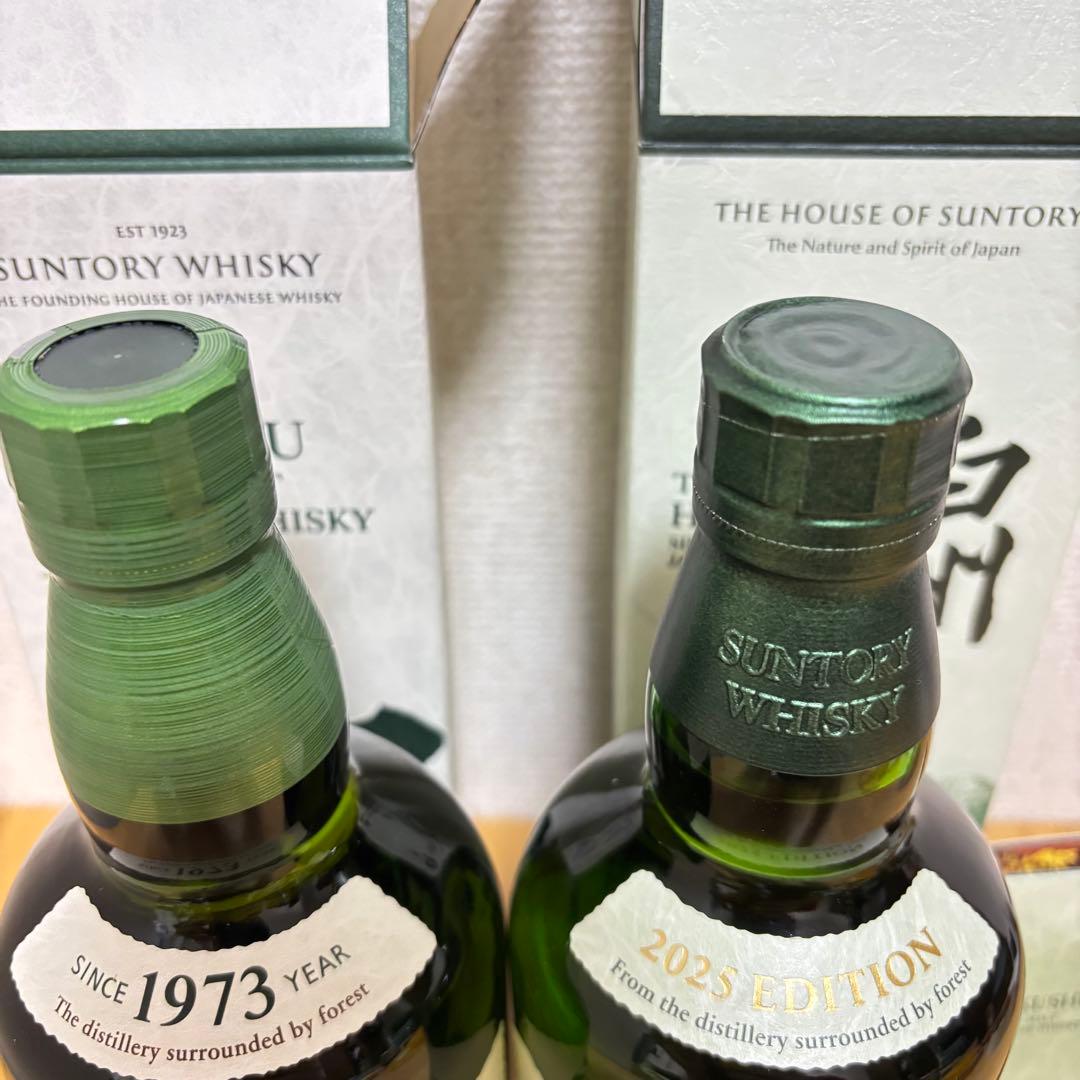 EST 1923
SUNTORY WHISKY
THE FOUNDING HOUSE OF JAPANESE WHISKY
THE HOUSE OF SUNTORY
The Nature and Spirit of Japan
白州
SUNTORY
WHISKY
SINCE 1973 YEAR
The distillery surrounded by forest
2025 EDITION
From the distillery surrounded by forest